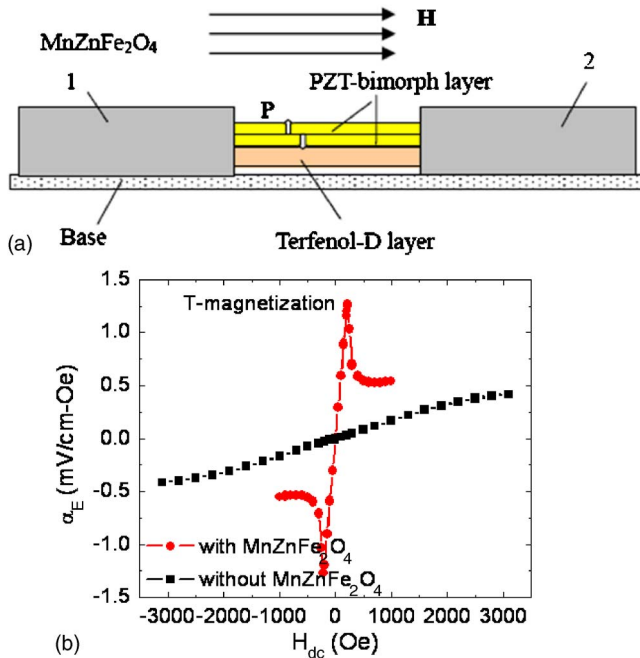 H
MnZnFe₂O₄
1
P
PZT-bimorph layer
2
Base
Terfenol-D layer
(a)
T-magnetization
1.5
1.0
0.5
0.0
-0.5
-1.0
-1.5
α_E (mV/cm-Oe)
with MnZnFe₂O₄
without MnZnFe₂O₄
-3000 -2000 -1000 0 1000 2000 3000
H_dc (Oe)
(b)